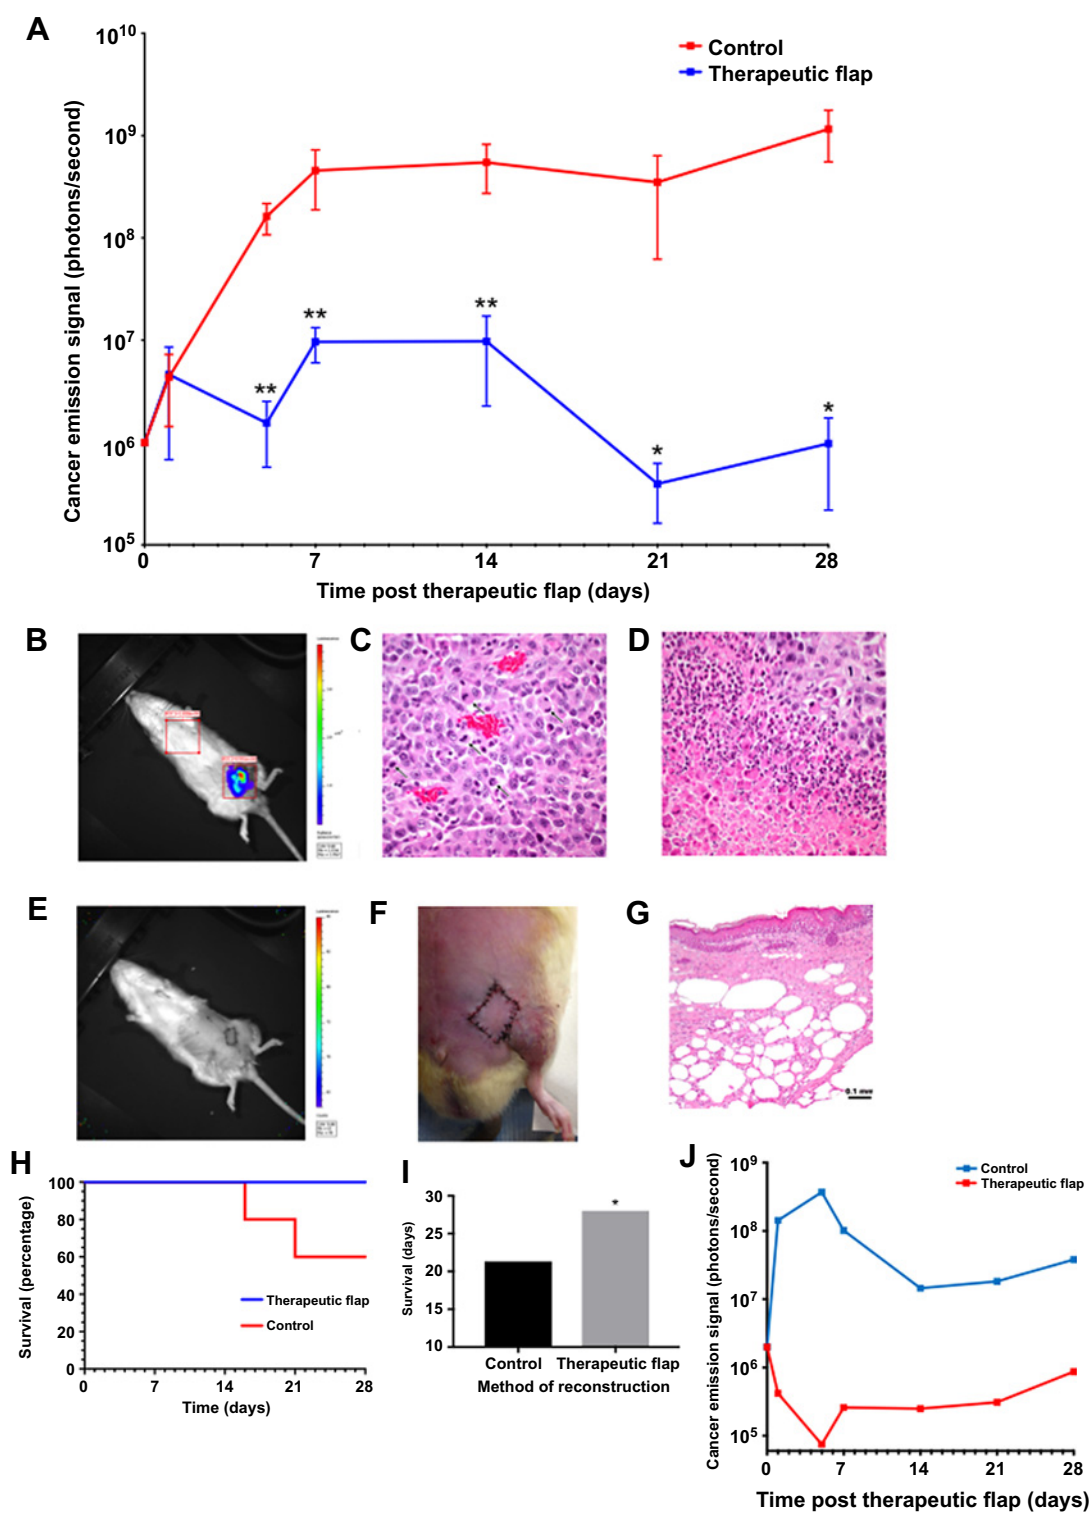 A
10^10
10^9
10^8
10^7
10^6
10^5
Cancer emission signal (photons/second)
Control
Therapeutic flap
**
**
**
*
*
0 7 14 21 28
Time post therapeutic flap (days)
B
C
D
E
F
G
0.1 mm
H
Survival (percentage)
100
80
60
40
20
0
Therapeutic flap
Control
0 7 14 21 28
Time (days)
I
Survival (days)
30
25
20
15
10
*
Control Therapeutic flap
Method of reconstruction
J
Cancer emission signal (photons/second)
10^9
10^8
10^7
10^6
10^5
Control
Therapeutic flap
0 7 14 21 28
Time post therapeutic flap (days)